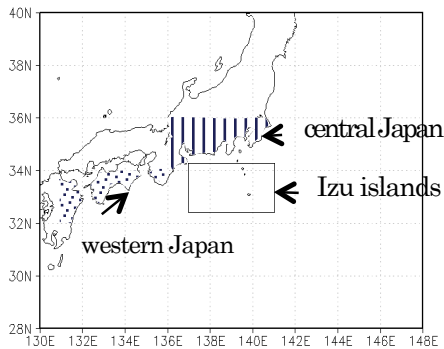 40N
38N
36N
central Japan
34N
Izu islands
32N
western Japan
30N
28N
130E 132E 134E 136E 138E 140E 142E 144E 146E 148E